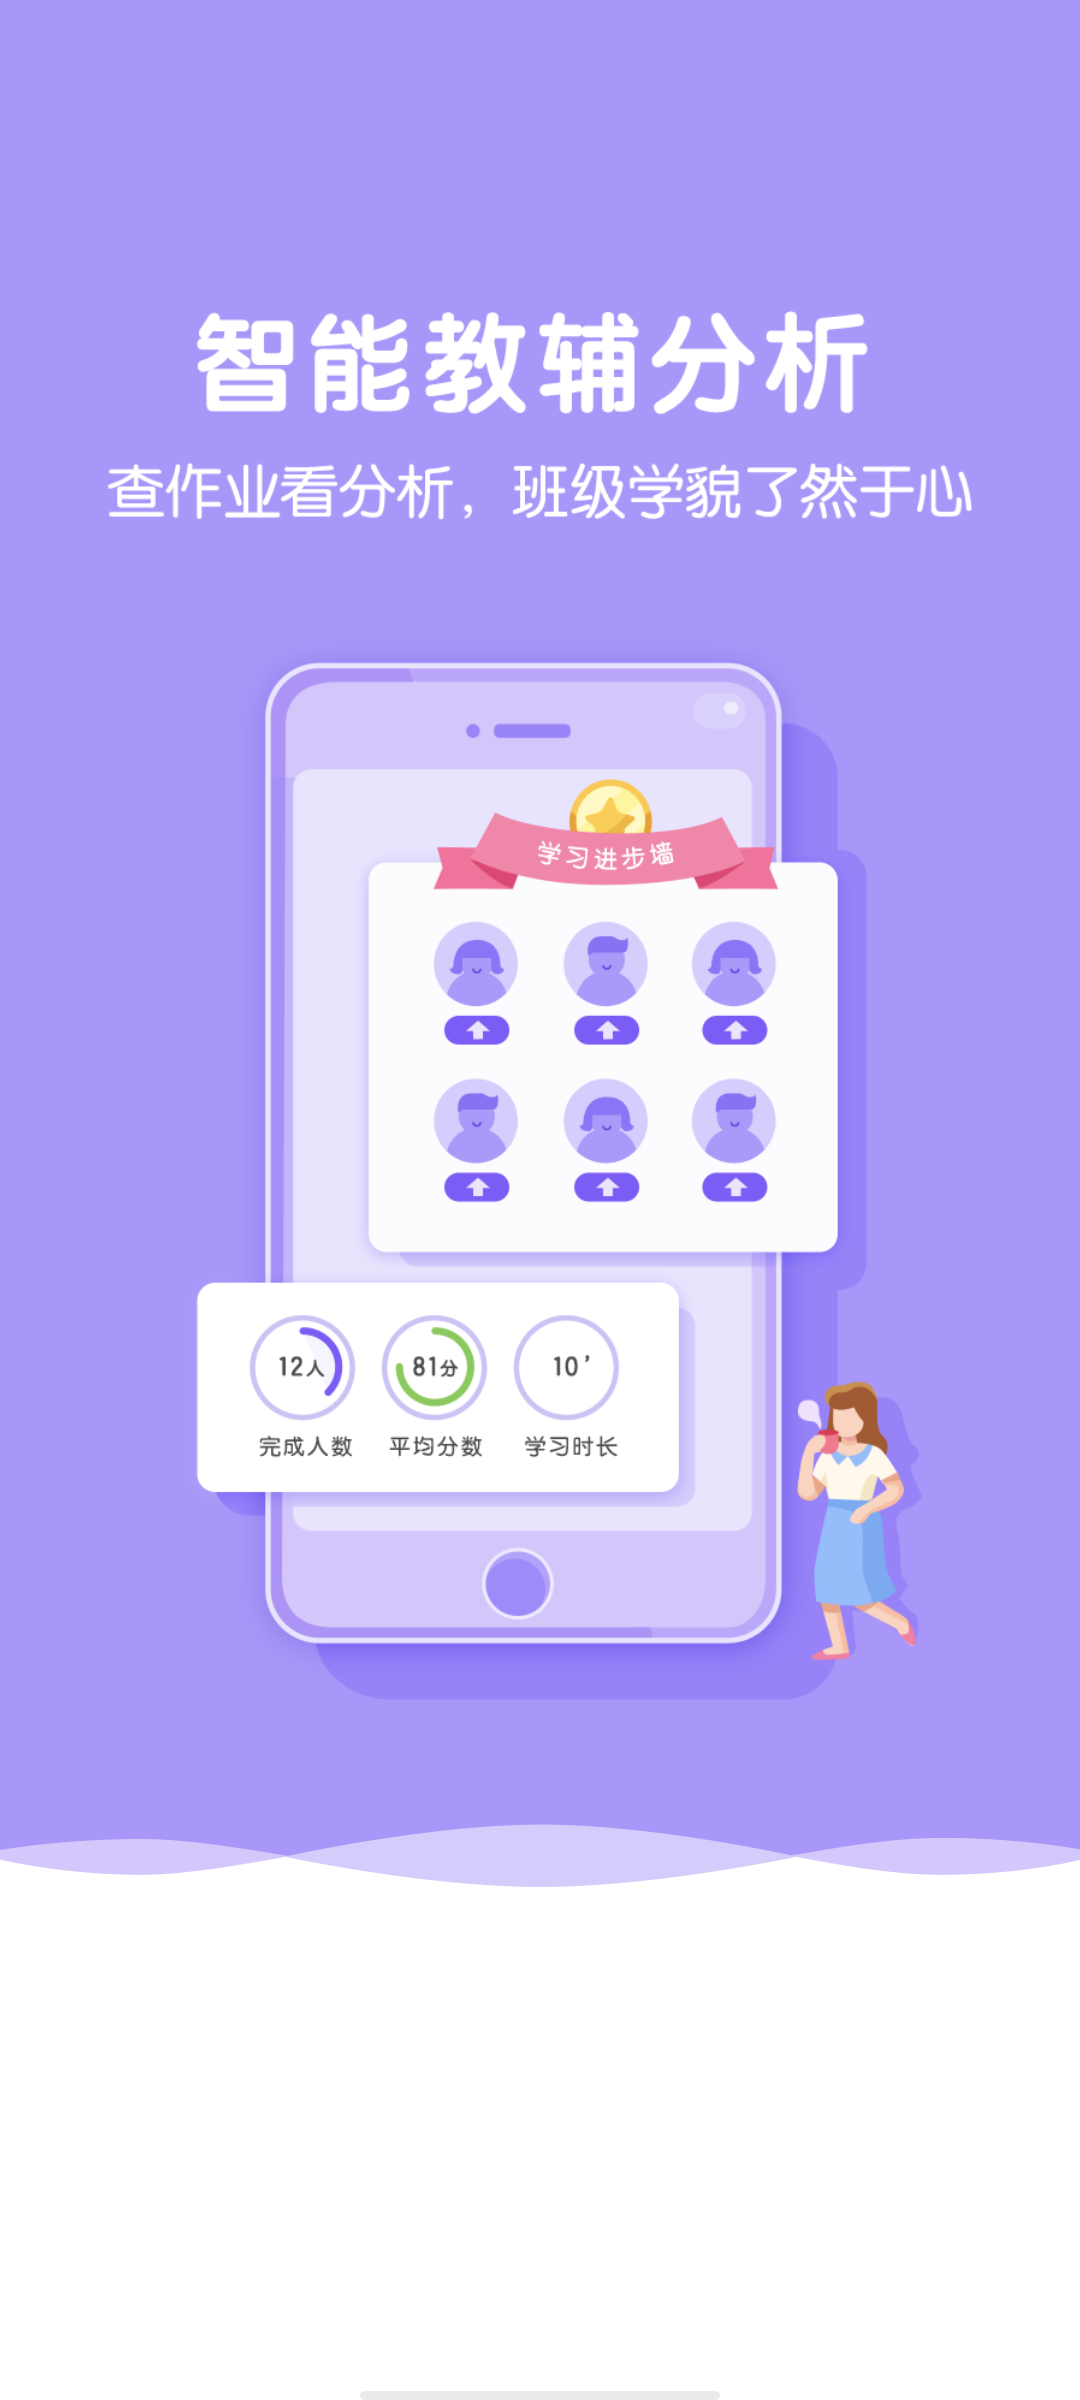 智能教辅分析
查作业看分析，班级学貌了然于心
学习进步墙
12人 81分 10’
完成人数 平均分数 学习时长